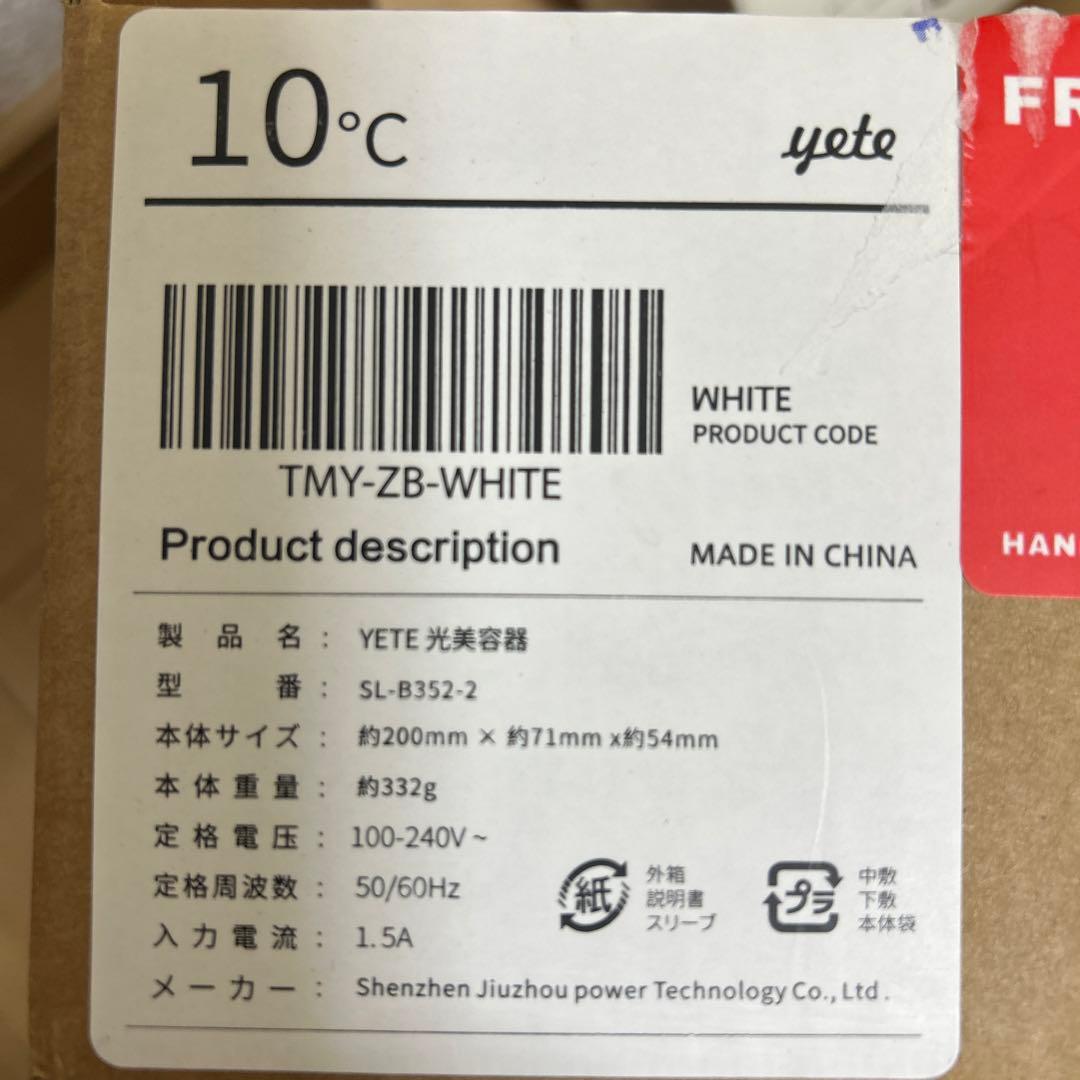 10℃
yete
FR
WHITE
PRODUCT CODE
TMY-ZB-WHITE
Product description
MADE IN CHINA
HAN
製品名： YETE 光美容器
型番： SL-B352-2
本体サイズ： 約200mm × 約71mm x約54mm
本体重量： 約332g
定格電圧： 100-240V ~
定格周波数： 50/60Hz
入力電流： 1.5A
メーカー： Shenzhen Jiuzhou power Technology Co., Ltd .
紙
外箱
説明書
スリーブ
プラ
中敷
下敷
本体袋